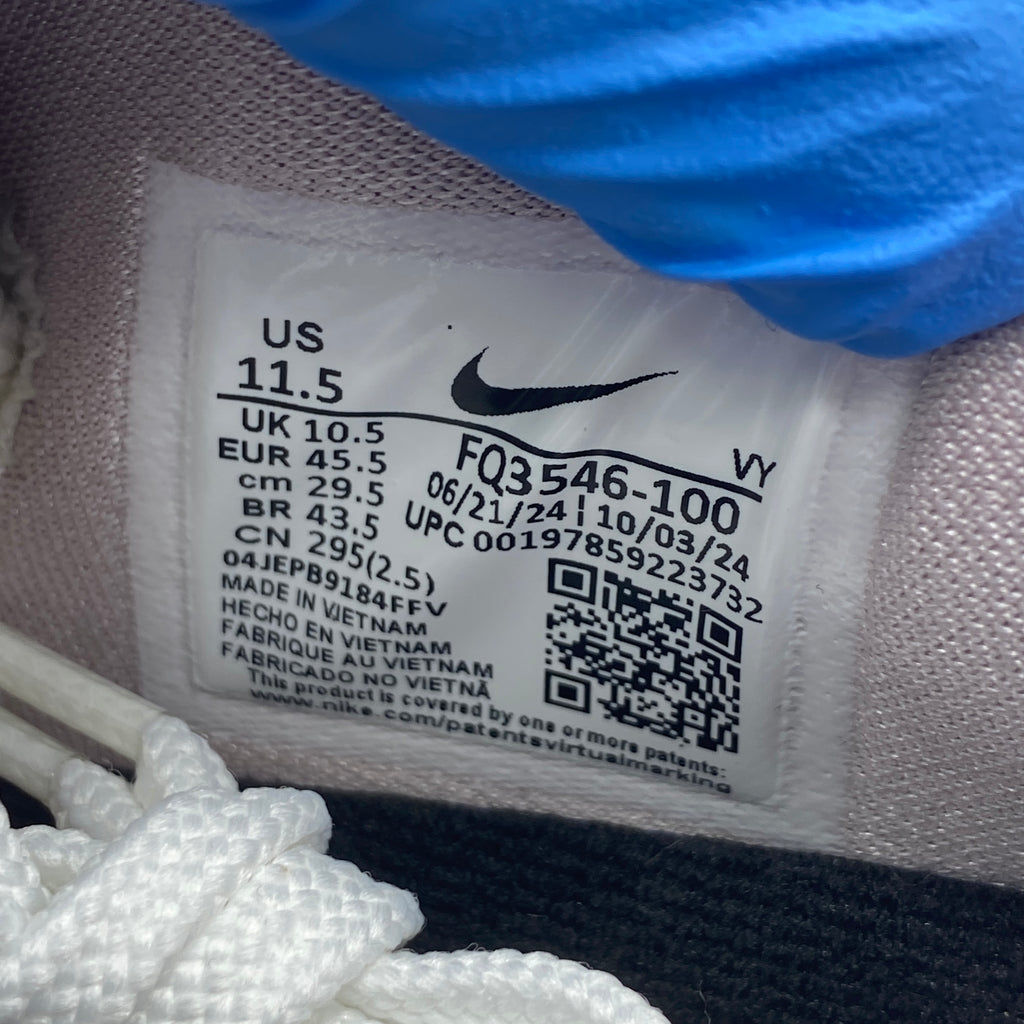 US
11.5
UK 10.5
EUR 45.5
cm 29.5
BR 43.5
CN 295(2.5)
04JEPB9184FFV
MADE IN VIETNAM
HECHO EN VIETNAM
FABRIQUE AU VIETNAM
FABRICADO NO VIETNÃ
VY
FQ3546-100
06/21/24 | 10/03/24
UPC 00197859223732
This product is covered by one or more patents:
www.nike.com/patentsvirtualmarking